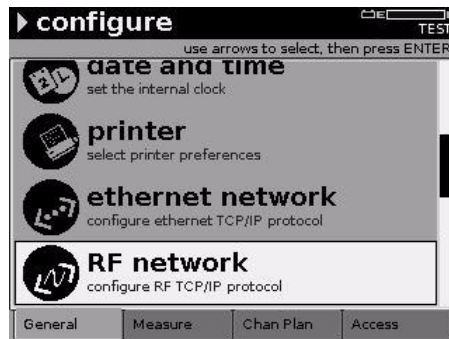 configure
TEST
use arrows to select, then press ENTER
date and time
set the internal clock
printer
select printer preferences
ethernet network
configure ethernet TCP/IP protocol
RF network
configure RF TCP/IP protocol
General Measure Chan Plan Access